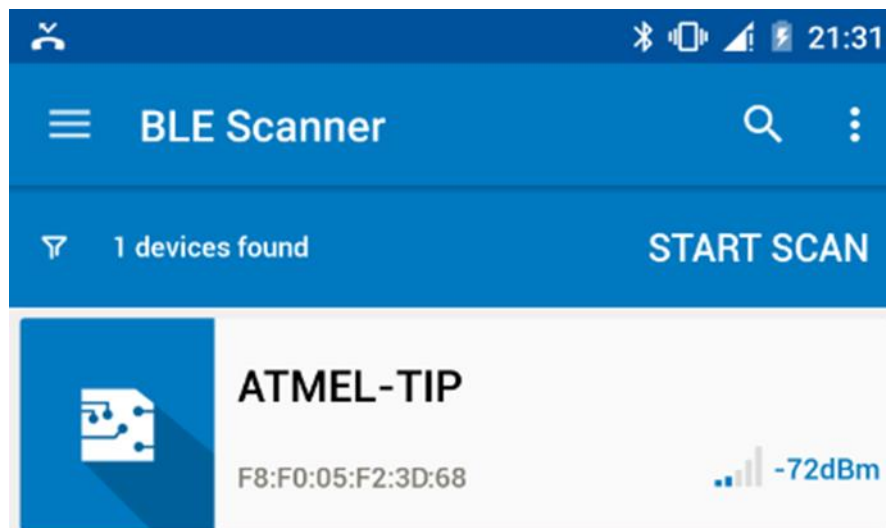 21:31
BLE Scanner
1 devices found START SCAN
ATMEL-TIP
F8:F0:05:F2:3D:68 -72dBm